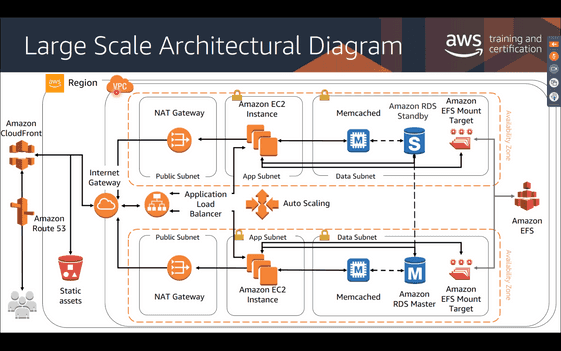 Large Scale Architectural Diagram
aws
training and
certification
aws
Region
VPC
NAT Gateway
Public Subnet
Amazon EC2
Instance
App Subnet
Memcached
Data Subnet
Amazon RDS
Standby
S
Amazon
EFS Mount
Target
Availability Zone
Amazon
CloudFront
Internet
Gateway
Application
Load
Balancer
Auto Scaling
Amazon
Route 53
Static
assets
Amazon
EFS
Public Subnet
NAT Gateway
App Subnet
Amazon EC2
Instance
Data Subnet
Memcached
M
Amazon
RDS Master
Amazon
EFS Mount
Target
Availability Zone